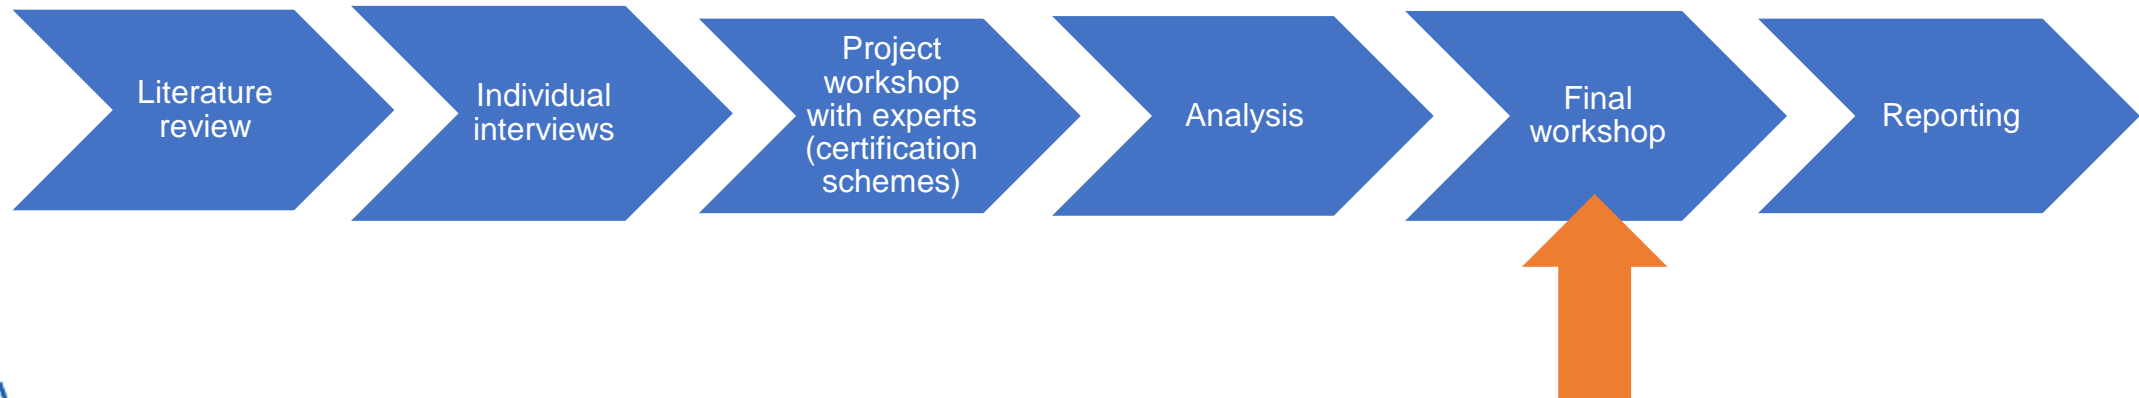 Literature
review
Individual
interviews
Project
workshop
with experts
(certification
schemes)
Analysis
Final
workshop
Reporting